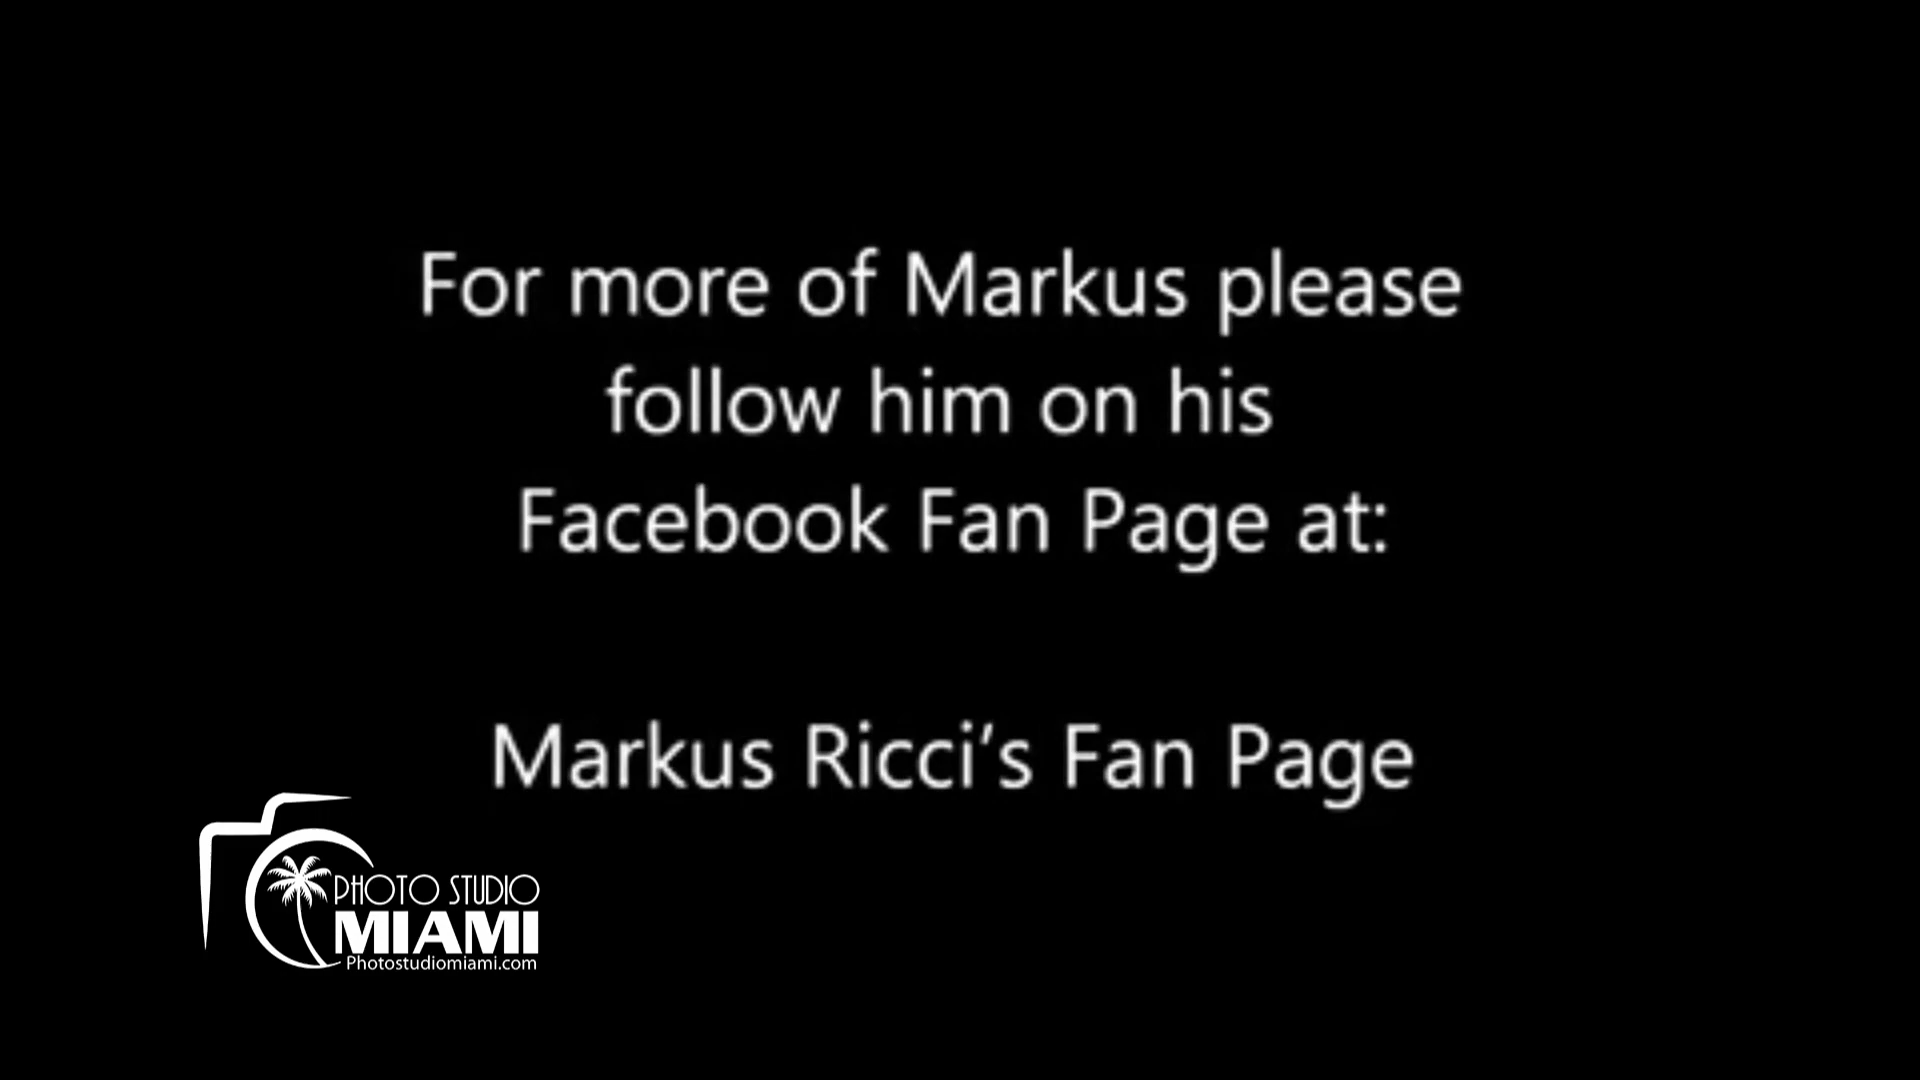 For more of Markus please
follow him on his
Facebook Fan Page at:
Markus Ricci’s Fan Page
PHOTO STUDIO
MIAMI
Photostudiomiami.com